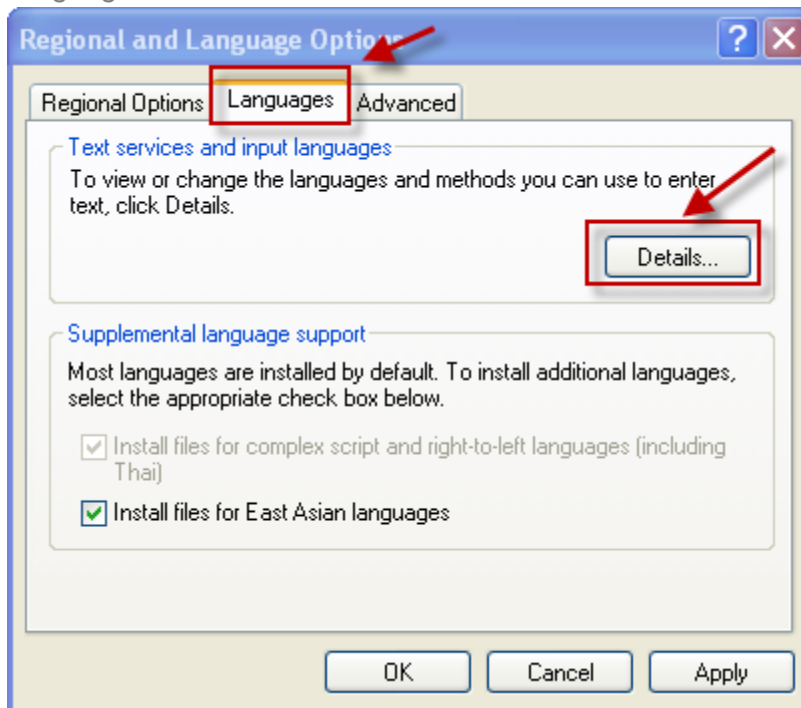 Regional and Language Options
Regional Options Languages Advanced
Text services and input languages
To view or change the languages and methods you can use to enter
text, click Details.
Details...
Supplemental language support
Most languages are installed by default. To install additional languages,
select the appropriate check box below.
Install files for complex script and right-to-left languages (including
Thai)
Install files for East Asian languages
OK Cancel Apply